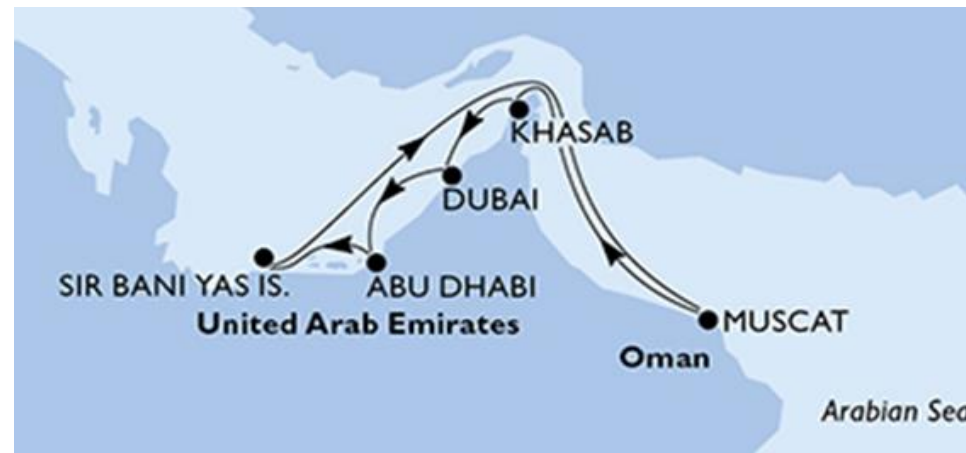 KHASAB
DUBAI
SIR BANI YAS IS.
ABU DHABI
United Arab Emirates
MUSCAT
Oman
Arabian Sea